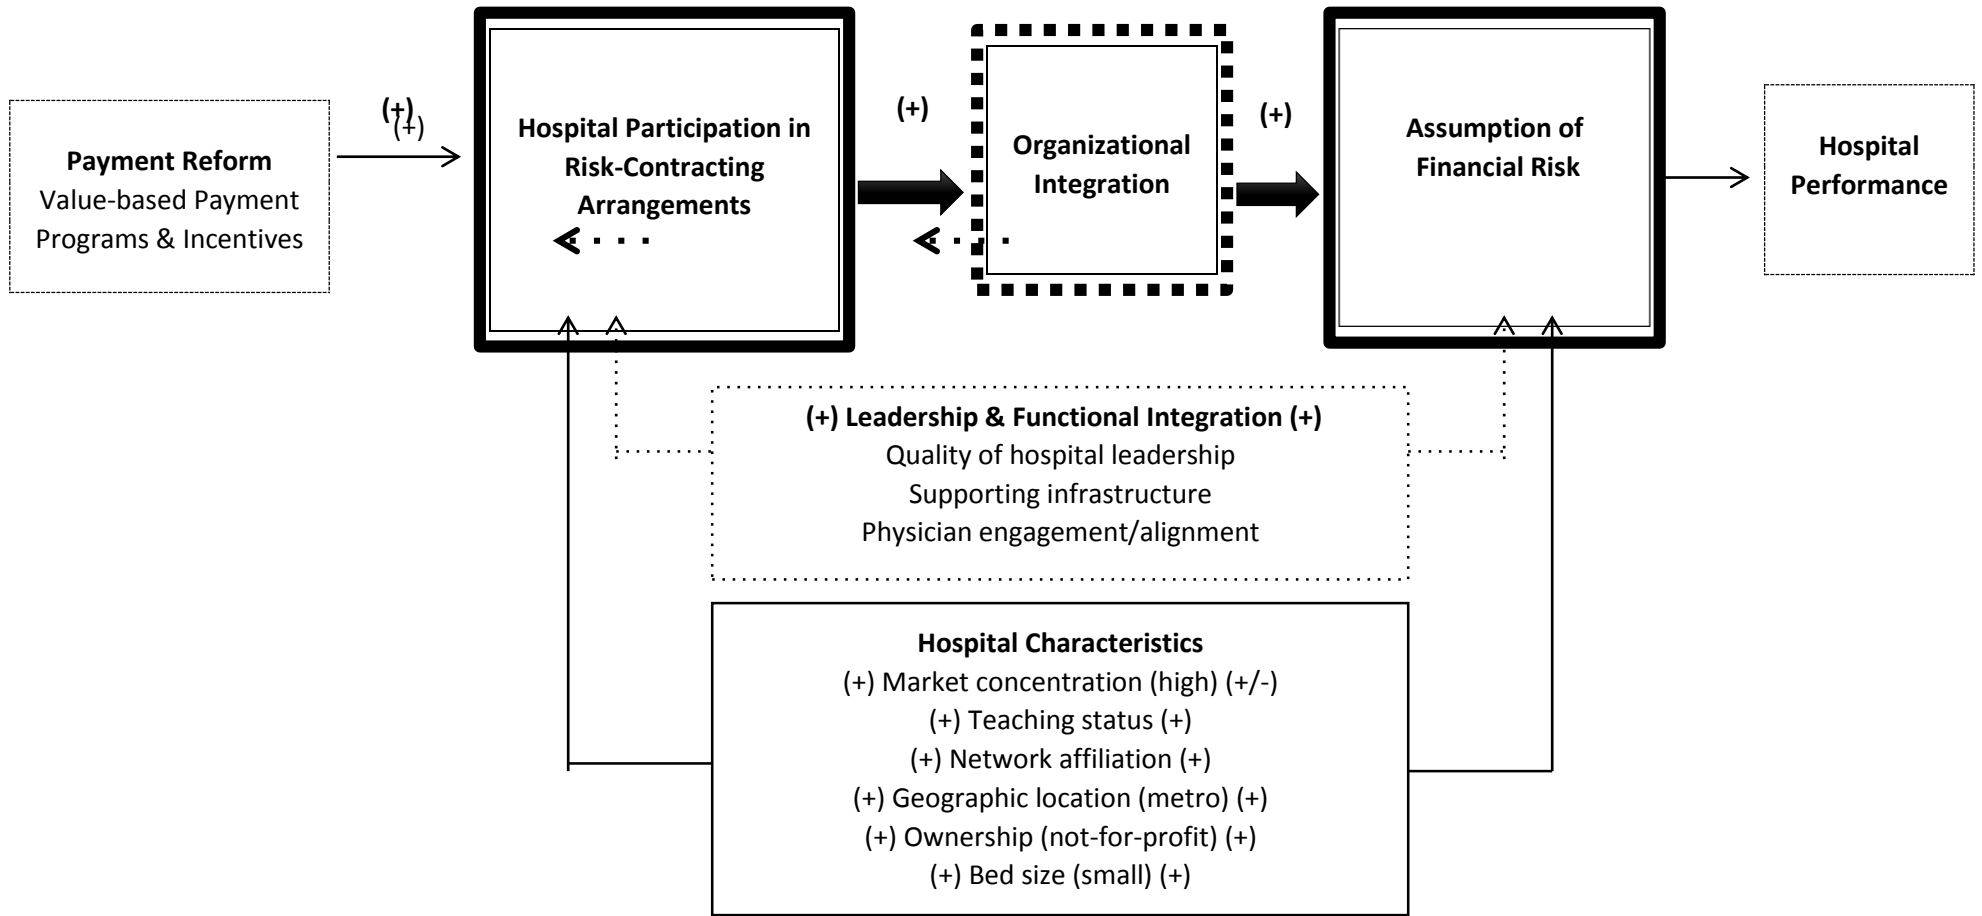 Payment Reform
Value-based Payment
Programs & Incentives
(+)
(+)
Hospital Participation in
Risk-Contracting
Arrangements
(+)
Organizational
Integration
(+)
Assumption of
Financial Risk
Hospital
Performance
(+) Leadership & Functional Integration (+)
Quality of hospital leadership
Supporting infrastructure
Physician engagement/alignment
Hospital Characteristics
(+) Market concentration (high) (+/-)
(+) Teaching status (+)
(+) Network affiliation (+)
(+) Geographic location (metro) (+)
(+) Ownership (not-for-profit) (+)
(+) Bed size (small) (+)